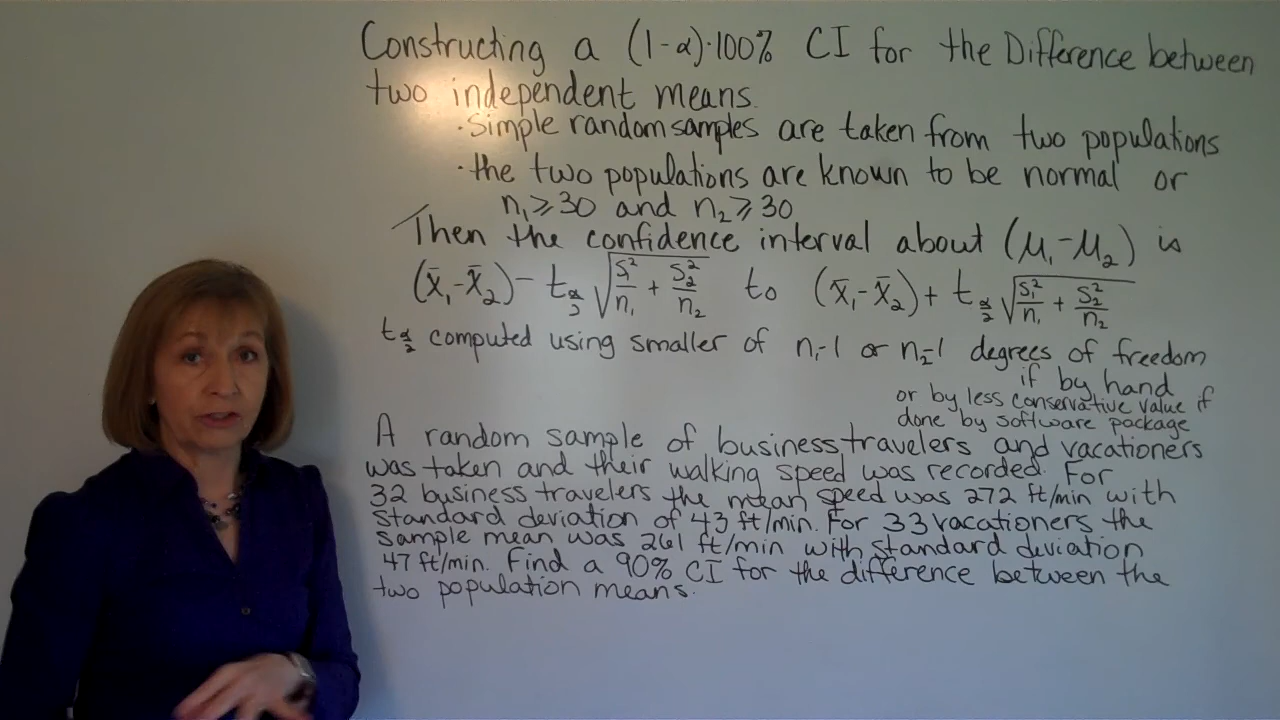 Constructing a (1-α)·100% CI for the Difference between
two independent means.
·Simple random samples are taken from two populations
·the two populations are known to be normal or
n₁≥30 and n₂≥30
Then the confidence interval about (μ₁-μ₂) is
(x̄₁-x̄₂) - t_α/2 √(s₁²/n₁ + s₂²/n₂) to (x̄₁-x̄₂) + t_α/2 √(s₁²/n₁ + s₂²/n₂)
t_α/2 computed using smaller of n₁-1 or n₂-1 degrees of freedom
if by hand
or by less conservative value if
done by software package
A random sample of business travelers and vacationers
was taken and their walking speed was recorded. For
32 business travelers the mean speed was 272 ft/min with
standard deviation of 43 ft/min. For 33 vacationers the
sample mean was 261 ft/min with standard deviation
47 ft/min. Find a 90% CI for the difference between the
two population means.